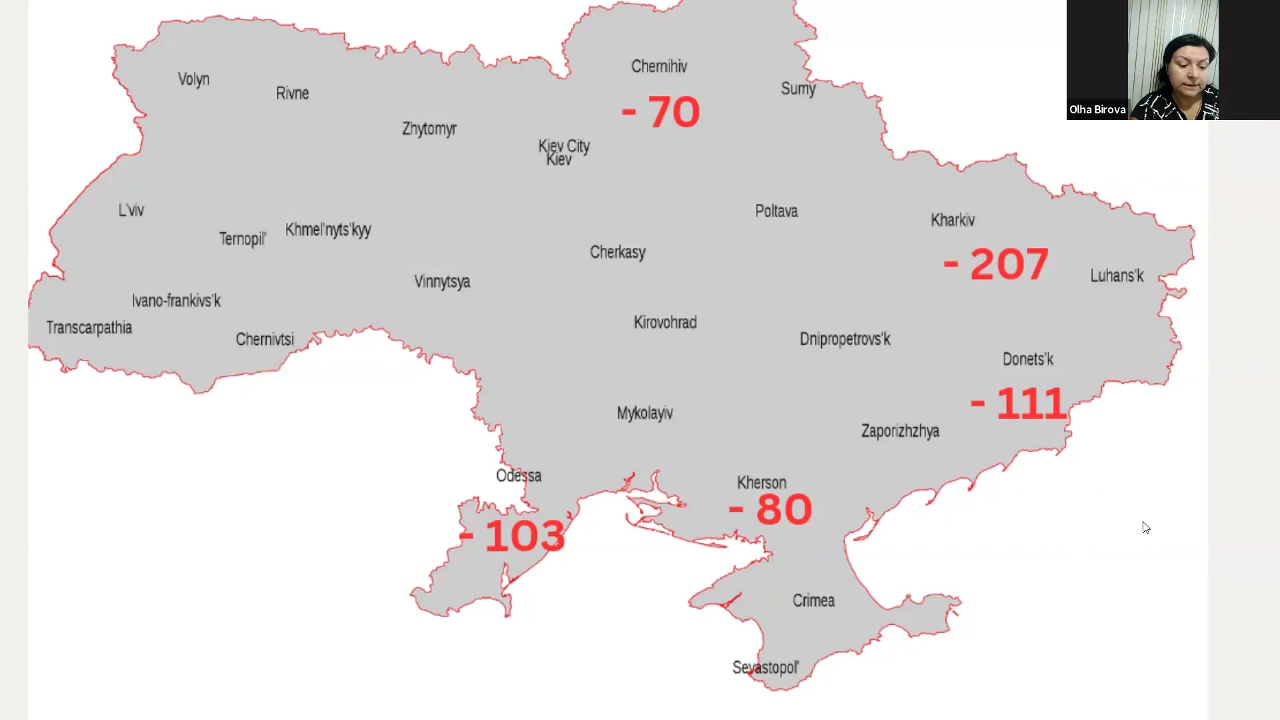 Chernihiv
Volyn
Sumy
Rivne
- 70
Olha Birova
Zhytomyr
Kiev City
Kiev
L'viv
Poltava
Kharkiv
Khmel'nyts'kyy
Ternopil'
Cherkasy
- 207
Luhans'k
Vinnytsya
Ivano-frankivs'k
Kirovohrad
Transcarpathia
Chernivtsi
Dnipropetrovs'k
Donets'k
- 111
Mykolayiv
Zaporizhzhya
Odessa
Kherson
- 80
- 103
Crimea
Sevastopol'